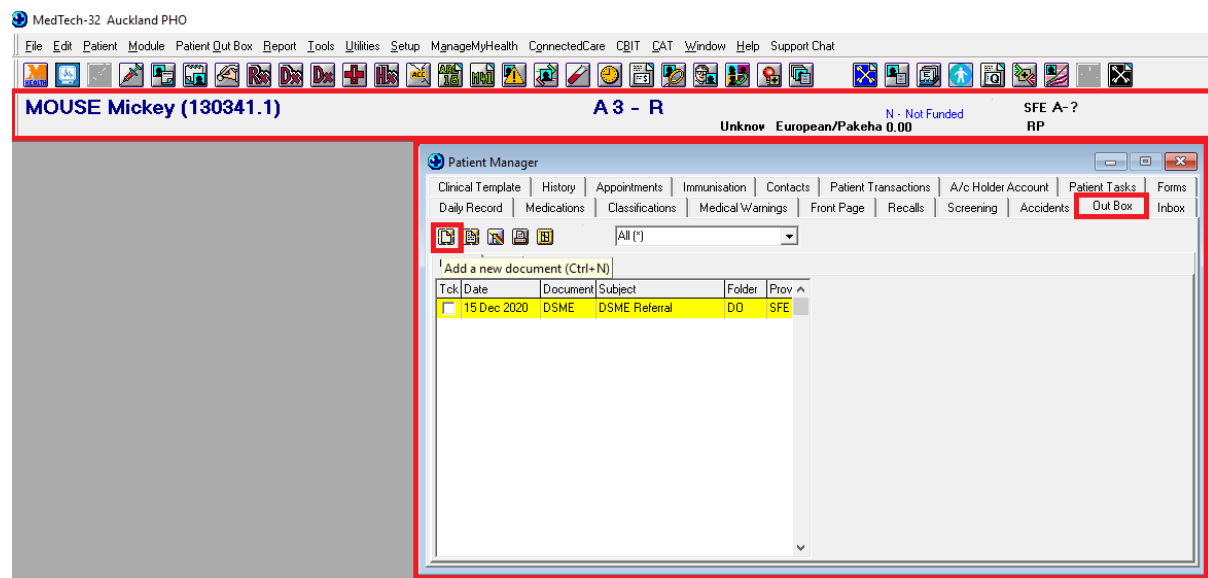 MedTech-32 Auckland PHO
File Edit Patient Module Patient Out Box Report Tools Utilities Setup ManageMyHealth ConnectedCare CBIT CAT Window Help Support Chat
MOUSE Mickey (130341.1) A 3 - R N - Not Funded SFE A-?
Unknov European/Pakeha 0.00 RP
Patient Manager
Clinical Template History Appointments Immunisation Contacts Patient Transactions A/c Holder Account Patient Tasks Forms
Daily Record Medications Classifications Medical Warnings Front Page Recalls Screening Accidents Out Box Inbox
All (*)
Add a new document (Ctrl+N)
Tck Date Document Subject Folder Prov
15 Dec 2020 DSME DSME Referral DO SFE